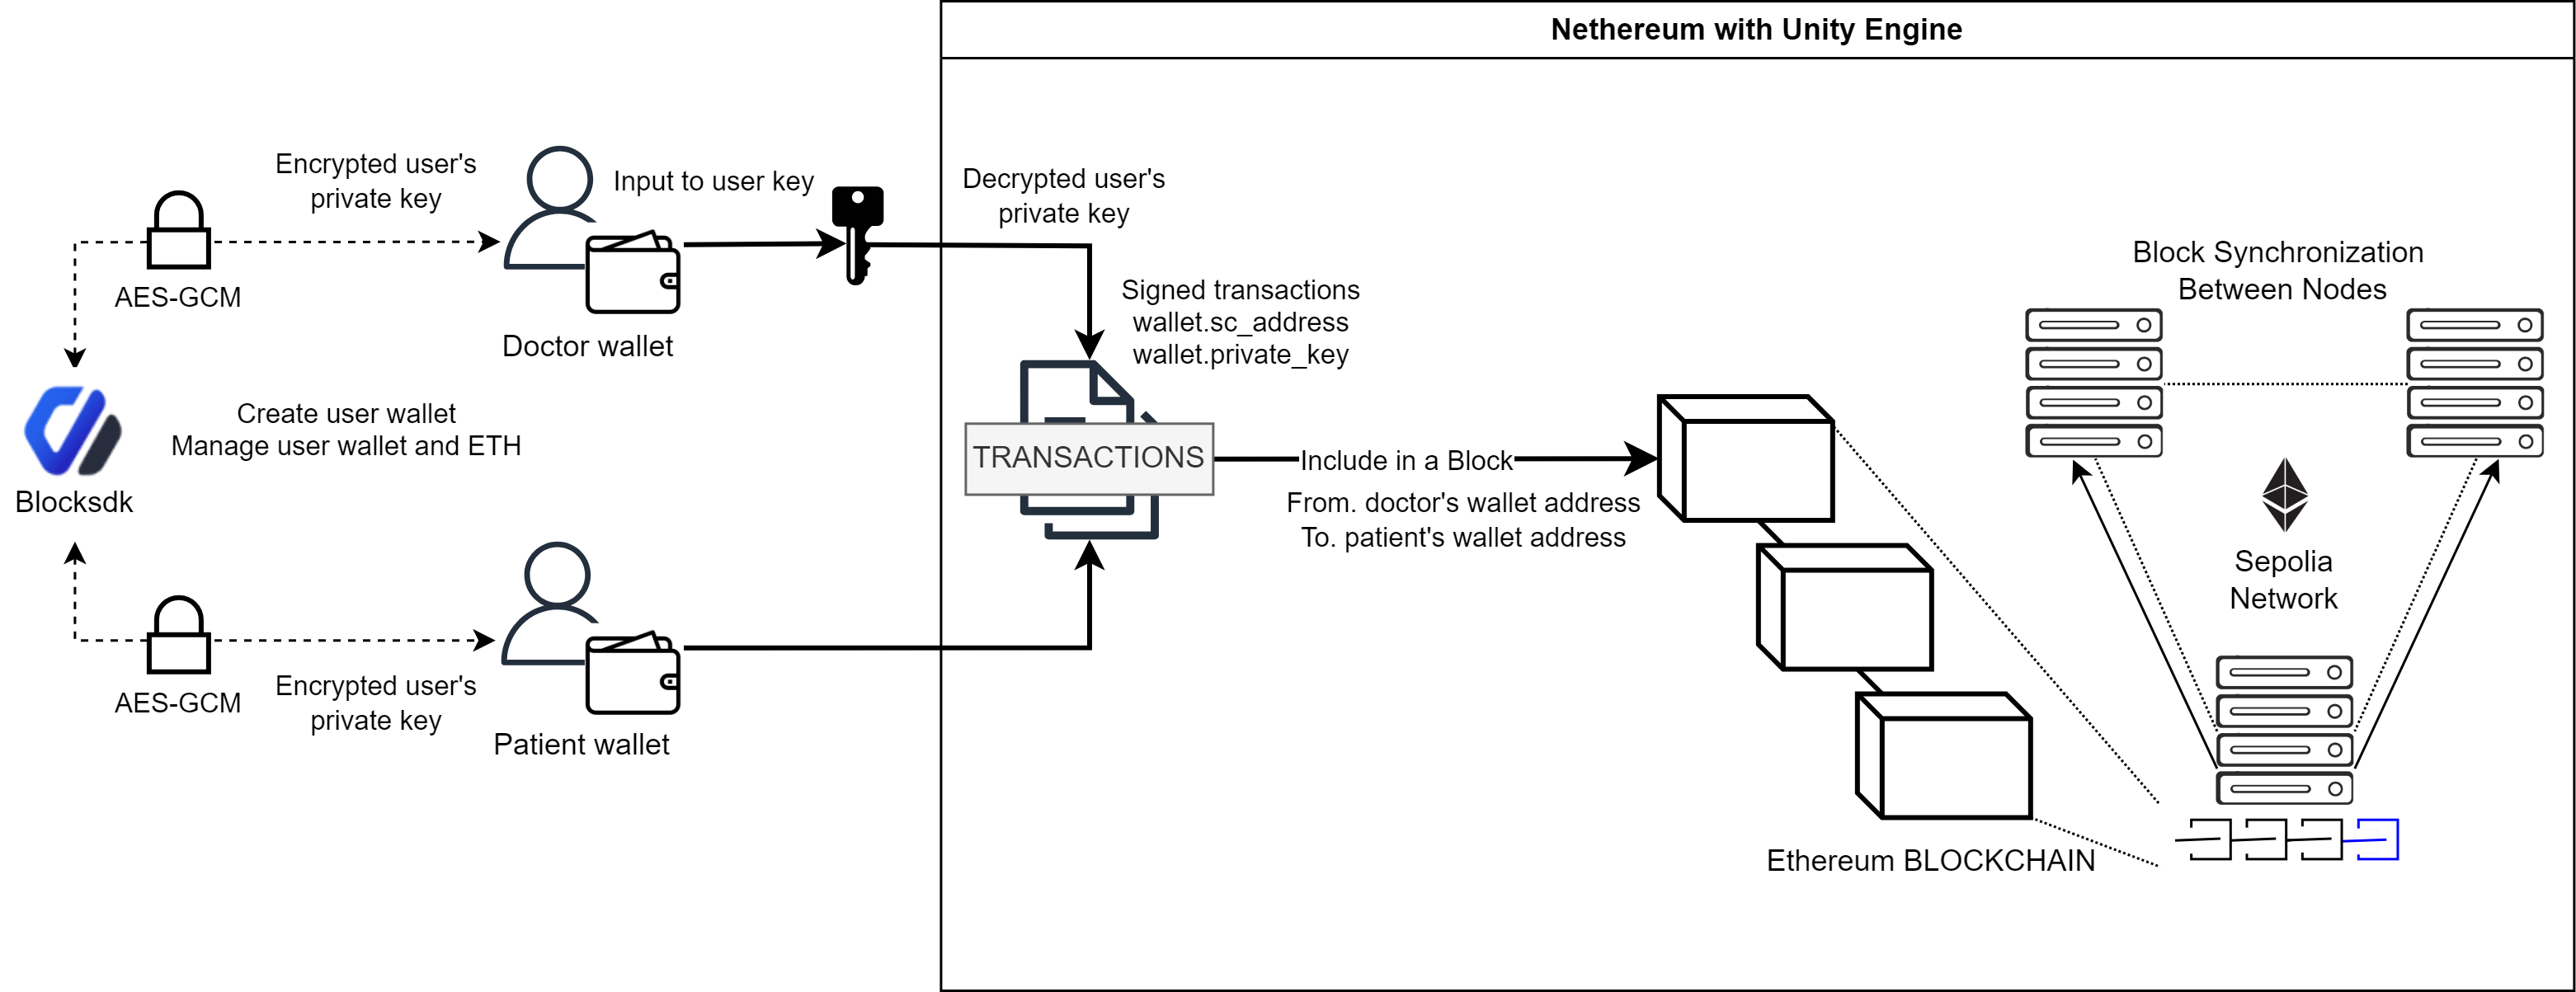 Nethereum with Unity Engine
Encrypted user's
private key
Input to user key
Decrypted user's
private key
AES-GCM
Doctor wallet
Signed transactions
wallet.sc_address
wallet.private_key
Block Synchronization
Between Nodes
Create user wallet
Manage user wallet and ETH
Blocksdk
TRANSACTIONS
Include in a Block
From. doctor's wallet address
To. patient's wallet address
Sepolia
Network
AES-GCM
Encrypted user's
private key
Patient wallet
Ethereum BLOCKCHAIN